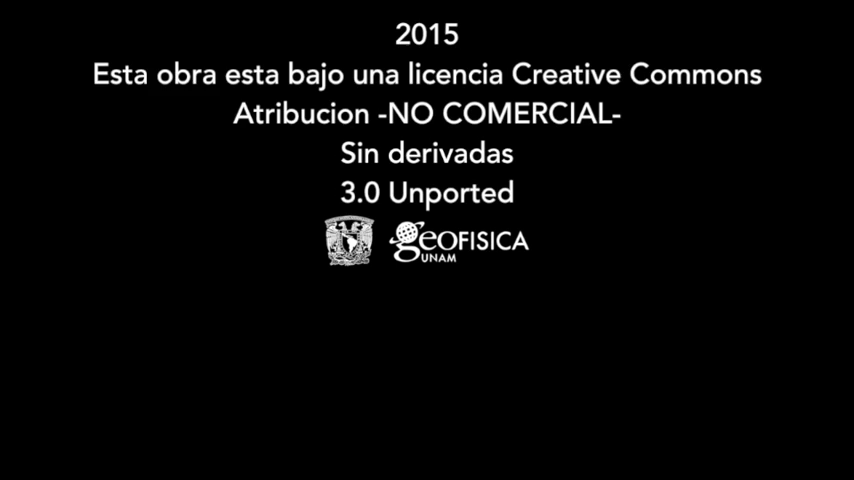 2015
Esta obra esta bajo una licencia Creative Commons
Atribucion -NO COMERCIAL-
Sin derivadas
3.0 Unported
geoFISICA
UNAM